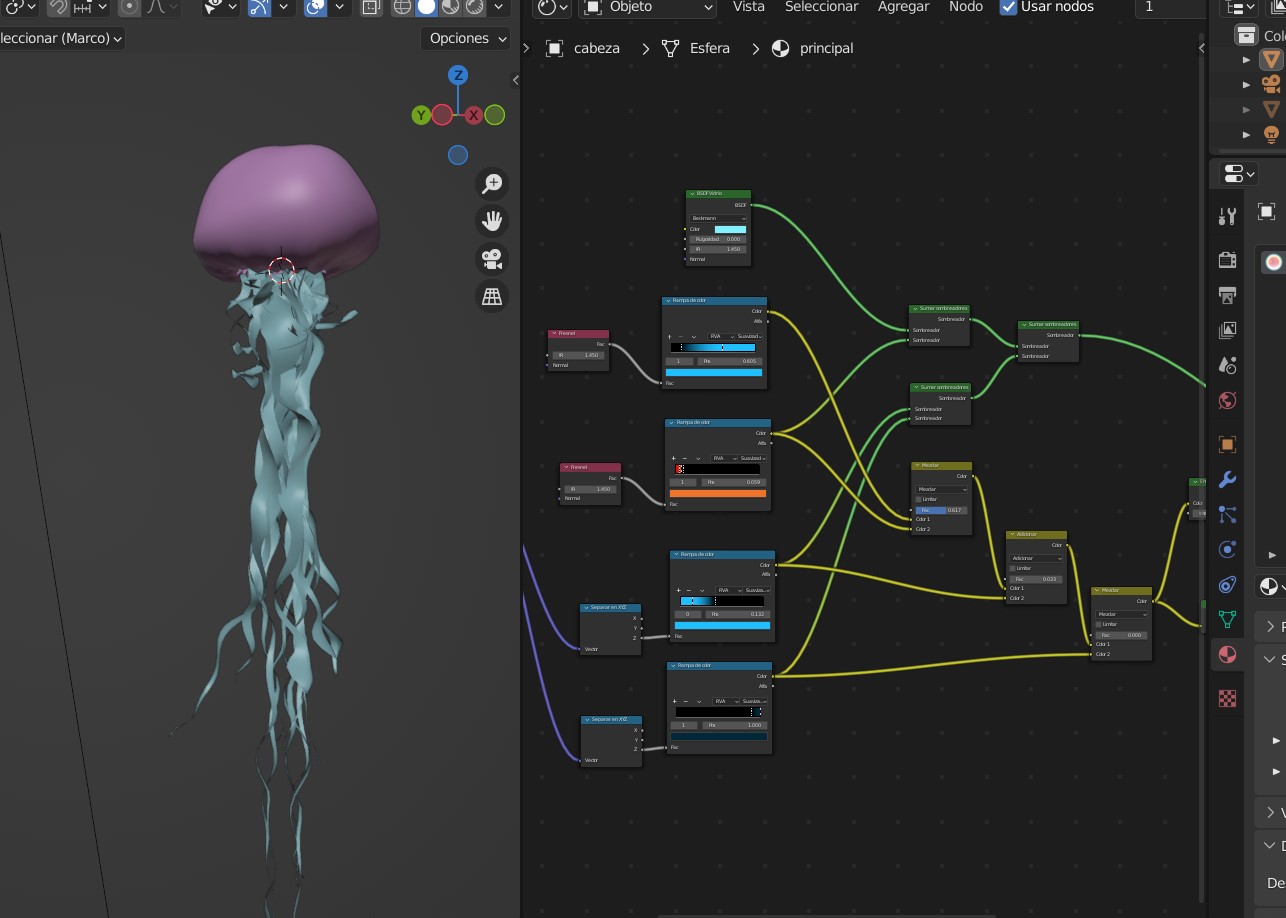 Objeto
Vista
Seleccionar
Agregar
Nodo
Usar nodos
1
leccionar (Marco)
Opciones
cabeza
Esfera
principal
Colo
Z
Y
X
BSDF Vidrio
BSDF
Beckmann
Color
Rugosidad 0.000
IR 1.450
Normal
Rampa de color
Color
Alfa
RVA
1
Pos 0.605
Fac
Fresnel
Fac
IR 1.450
Normal
Sumar sombreadores
Sombreador
Sombreador
Sombreador
Sumar sombreadores
Sombreador
Sombreador
Sombreador
Sumar sombreadores
Sombreador
Sombreador
Sombreador
Rampa de color
Color
Alfa
RVA
1
Pos 0.059
Fac
Fresnel
Fac
IR 1.450
Normal
Mezclar
Color
Mezclar
Limitar
Fac 0.617
Color 1
Color 2
Adicionar
Color
Adicionar
Limitar
Fac 0.033
Color 1
Color 2
Rampa de color
Color
Alfa
RVA
0
Pos 0.132
Fac
Separar en XYZ
X
Y
Z
Vector
Mezclar
Color
Mezclar
Limitar
Fac 0.000
Color 1
Color 2
Rampa de color
Color
Alfa
RVA
1
Pos 1.000
Fac
Separar en XYZ
X
Y
Z
Vector
De